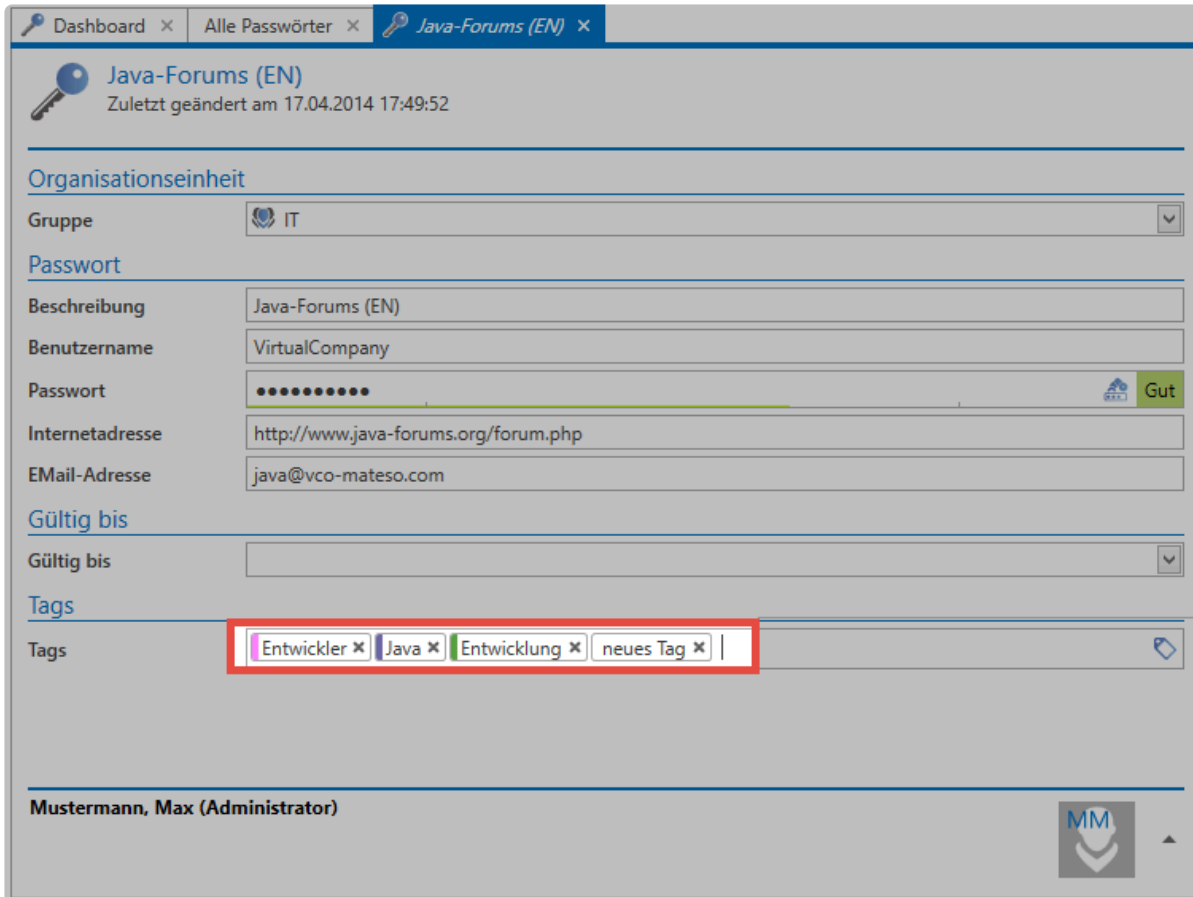 Dashboard × Alle Passwörter × Java-Forums (EN) ×
Java-Forums (EN)
Zuletzt geändert am 17.04.2014 17:49:52
Organisationseinheit
Gruppe IT
Passwort
Beschreibung Java-Forums (EN)
Benutzername VirtualCompany
Passwort •••••••••• Gut
Internetadresse http://www.java-forums.org/forum.php
EMail-Adresse java@vco-mateso.com
Gültig bis
Gültig bis
Tags
Tags Entwickler × Java × Entwicklung × neues Tag ×
Mustermann, Max (Administrator)
MM